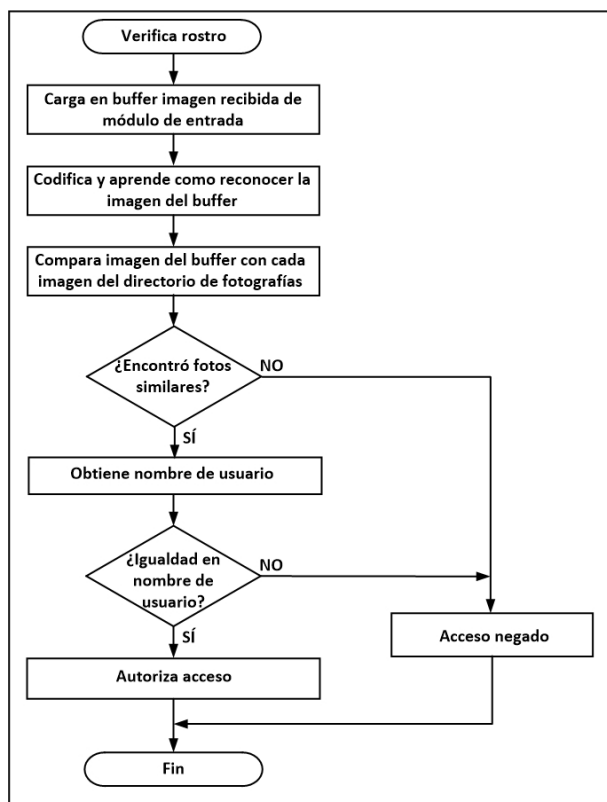 Verifica rostro
Carga en buffer imagen recibida de
módulo de entrada
Codifica y aprende como reconocer la
imagen del buffer
Compara imagen del buffer con cada
imagen del directorio de fotografías
¿Encontró fotos
similares?
NO
SÍ
Obtiene nombre de usuario
¿Igualdad en
nombre de
usuario?
NO
SÍ
Acceso negado
Autoriza acceso
Fin